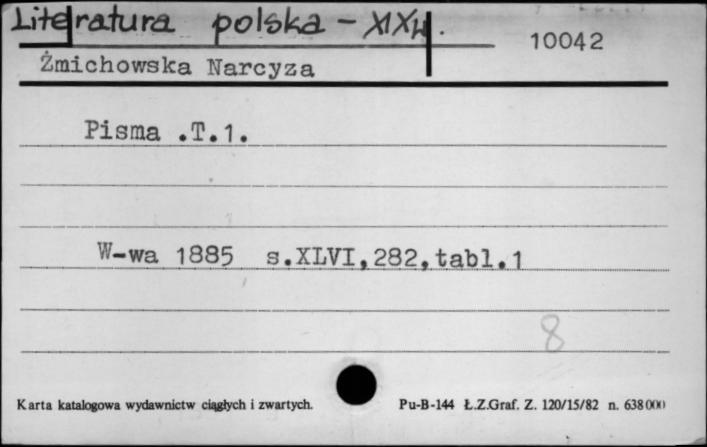 Literatura polska - XIXw.
10042
Żmichowska Narcyza
Pisma .T.1.
W-wa 1885 s.XLVI,282,tabl.1
8
Karta katalogowa wydawnictw ciągłych i zwartych. Pu-B-144 Ł.Z.Graf. Z. 120/15/82 n. 638000